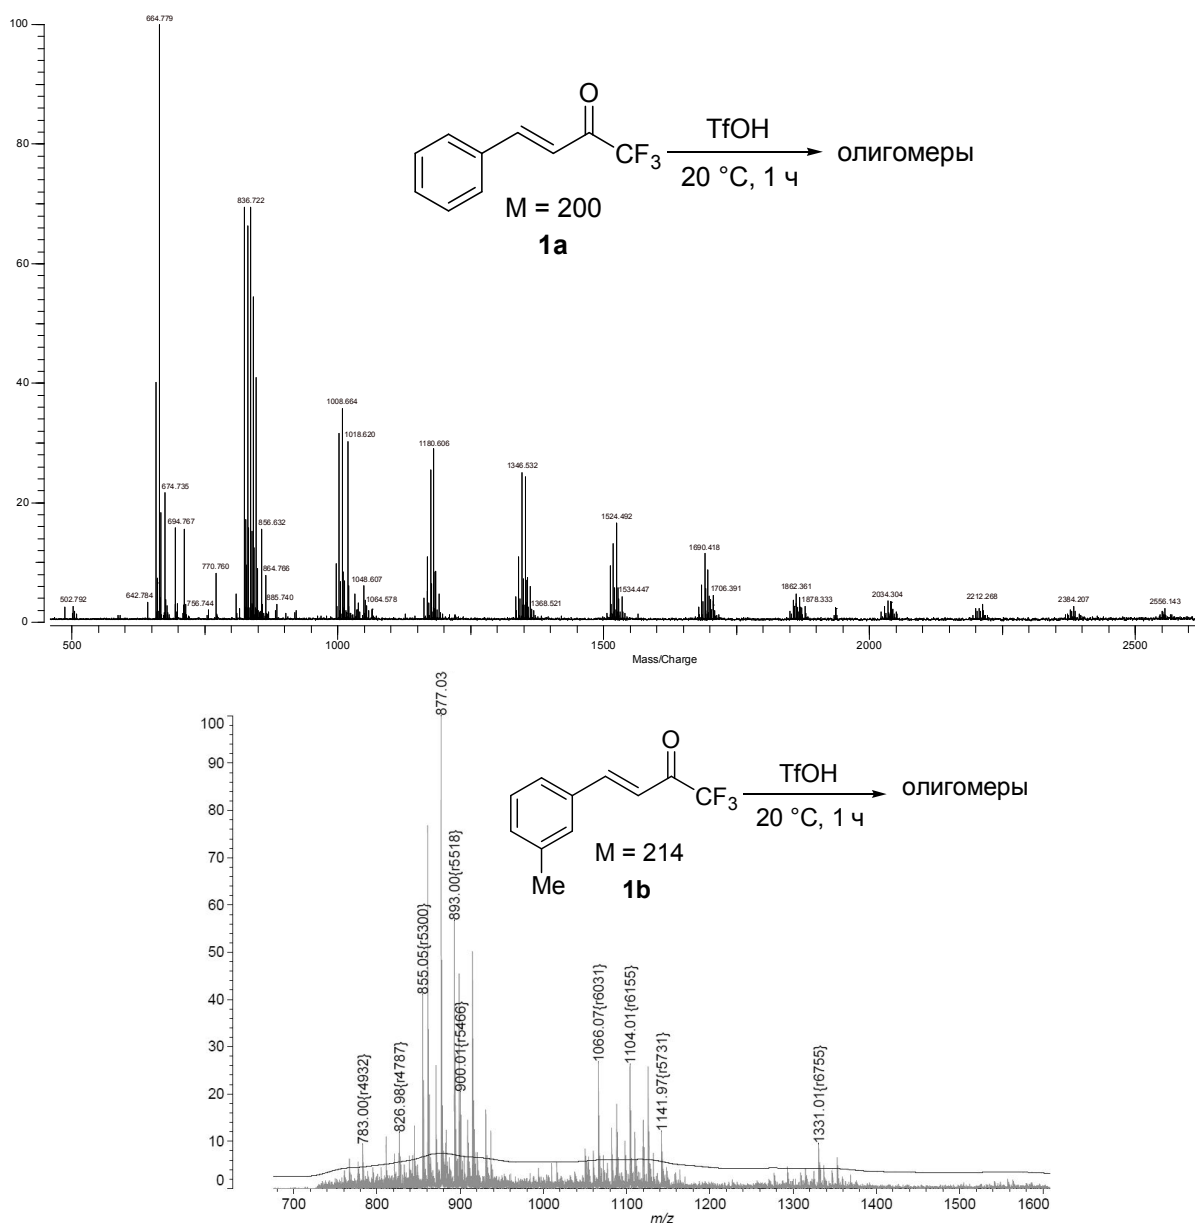 100
664.779
80
836.722
60
40
1008.664
1018.620
1180.606
1346.532
20
674.735
694.767
856.632
1524.492
770.760
864.766
1690.418
642.784
502.792
756.744
885.740
1048.607
1064.578
1368.521
1534.447
1706.391
1862.361
1878.333
2034.304
2212.268
2384.207
2556.143
0
500
1000
1500
2000
2500
Mass/Charge
O
CF3
M = 200
1a
TfOH
20 °C, 1 ч
олигомеры
877.03
100
90
80
70
60
50
40
30
20
10
0
893.00{r5518}
855.05{r5300}
900.01{r5466}
826.98{r4787}
783.00{r4932}
1066.07{r6031}
1104.01{r6155}
1141.97{r5731}
1331.01{r6755}
O
CF3
Me
M = 214
1b
TfOH
20 °C, 1 ч
олигомеры
700
800
900
1000
1100
1200
1300
1400
1500
1600
m/z